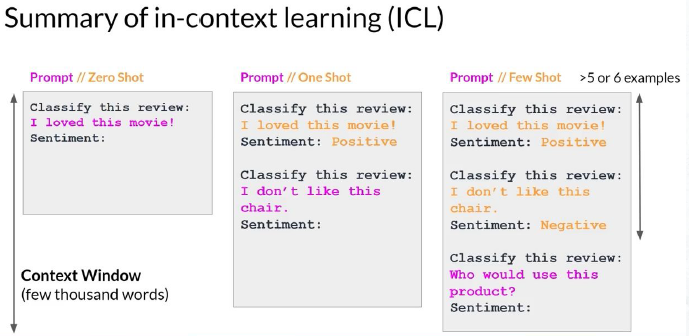 Summary of in-context learning (ICL)
Prompt // Zero Shot
Classify this review:
I loved this movie!
Sentiment:
Context Window
(few thousand words)
Prompt // One Shot
Classify this review:
I loved this movie!
Sentiment: Positive
Classify this review:
I don't like this
chair.
Sentiment:
Prompt // Few Shot >5 or 6 examples
Classify this review:
I loved this movie!
Sentiment: Positive
Classify this review:
I don't like this
chair.
Sentiment: Negative
Classify this review:
Who would use this
product?
Sentiment: